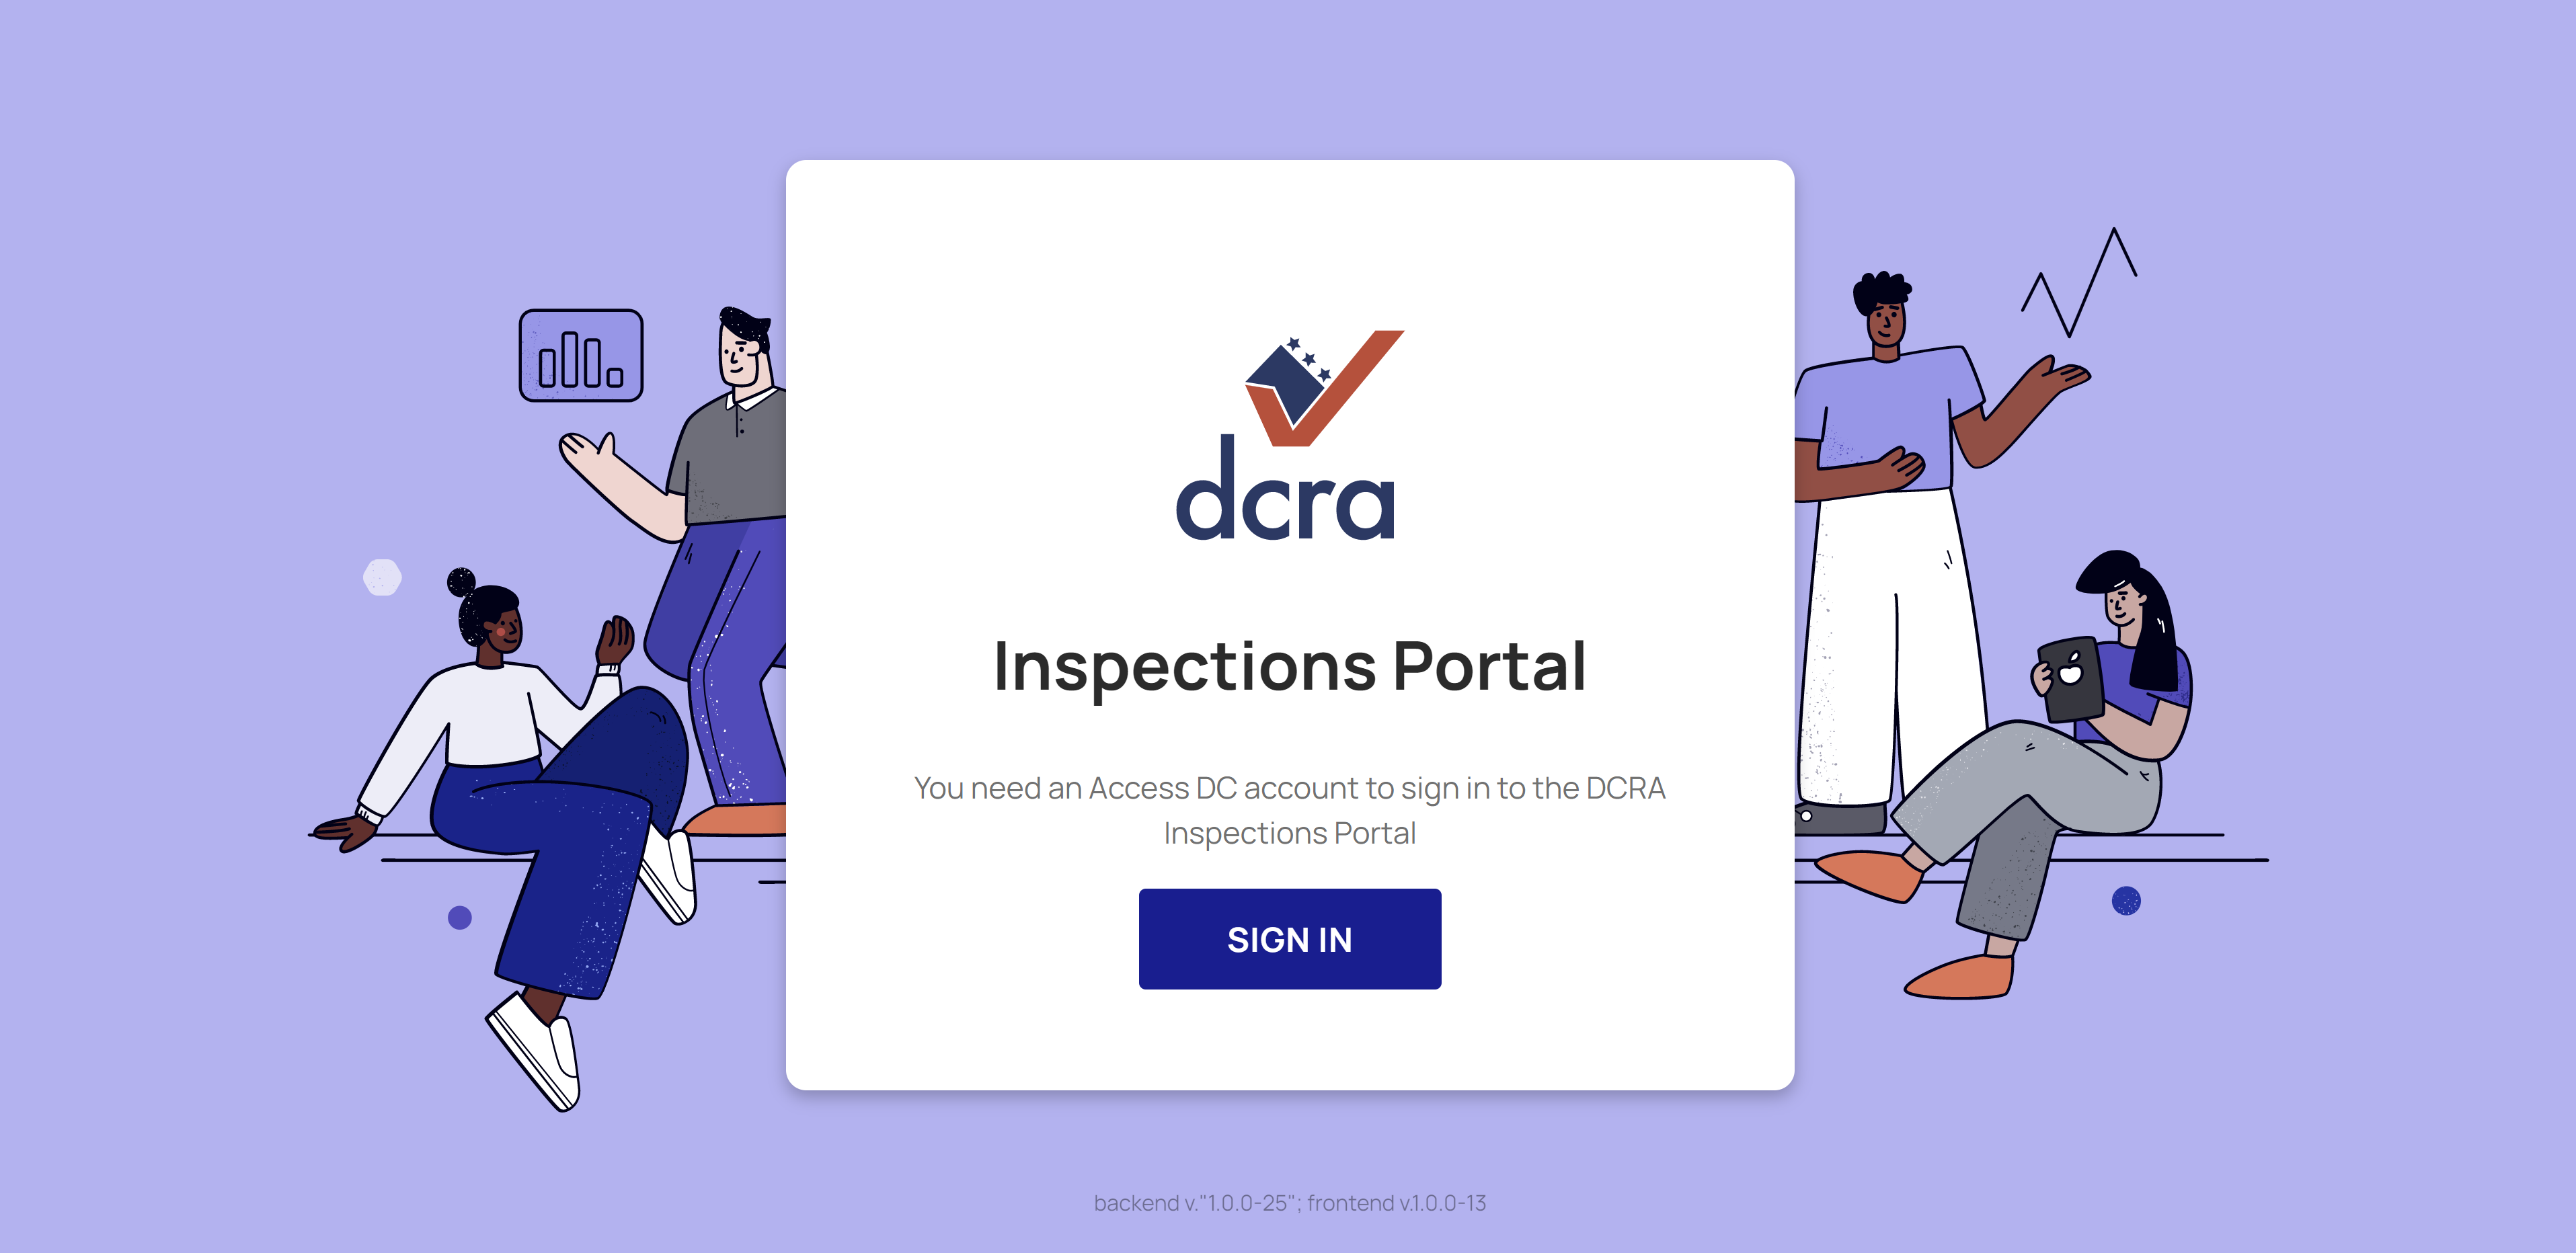 dcra
Inspections Portal
You need an Access DC account to sign in to the DCRA
Inspections Portal
SIGN IN
backend v."1.0.0-25"; frontend v.1.0.0-13